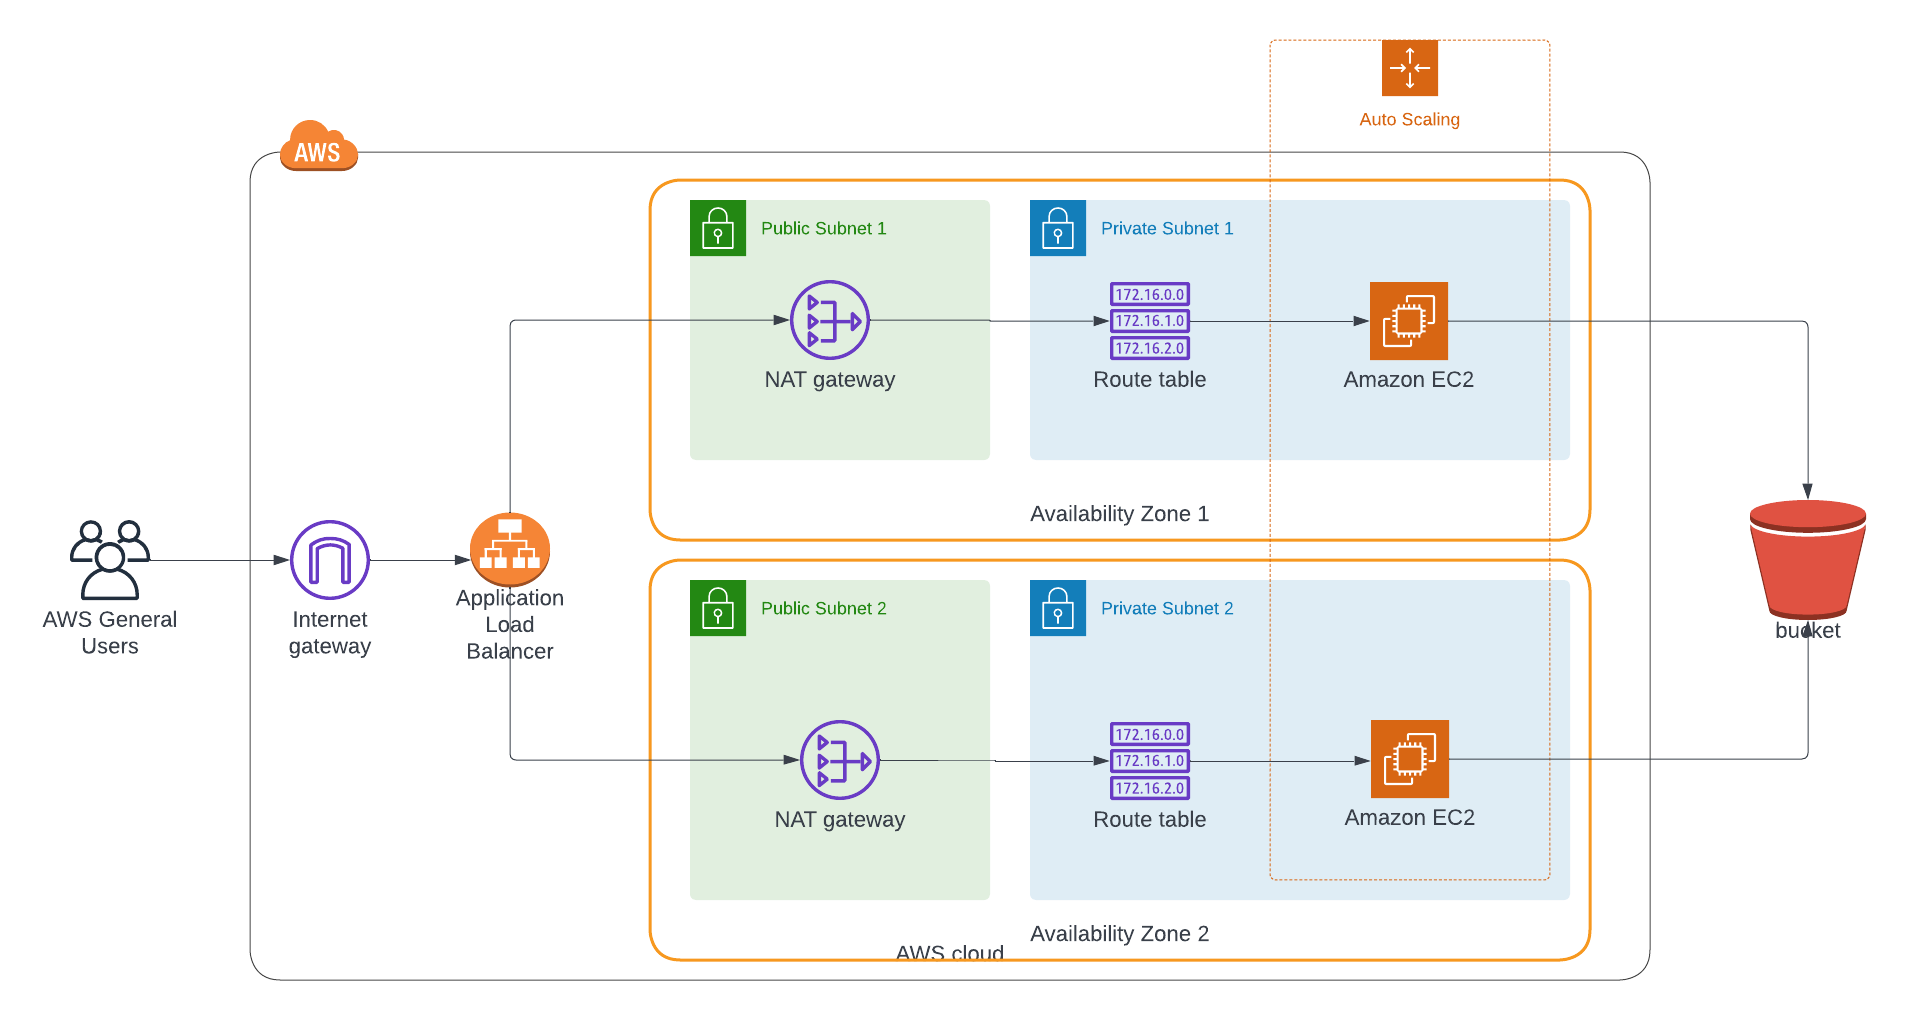 Auto Scaling
AWS
Public Subnet 1
Private Subnet 1
172.16.0.0
172.16.1.0
172.16.2.0
NAT gateway
Route table
Amazon EC2
Availability Zone 1
AWS General
Users
Internet
gateway
Application
Load
Balancer
Public Subnet 2
Private Subnet 2
bucket
172.16.0.0
172.16.1.0
172.16.2.0
NAT gateway
Route table
Amazon EC2
Availability Zone 2
AWS cloud